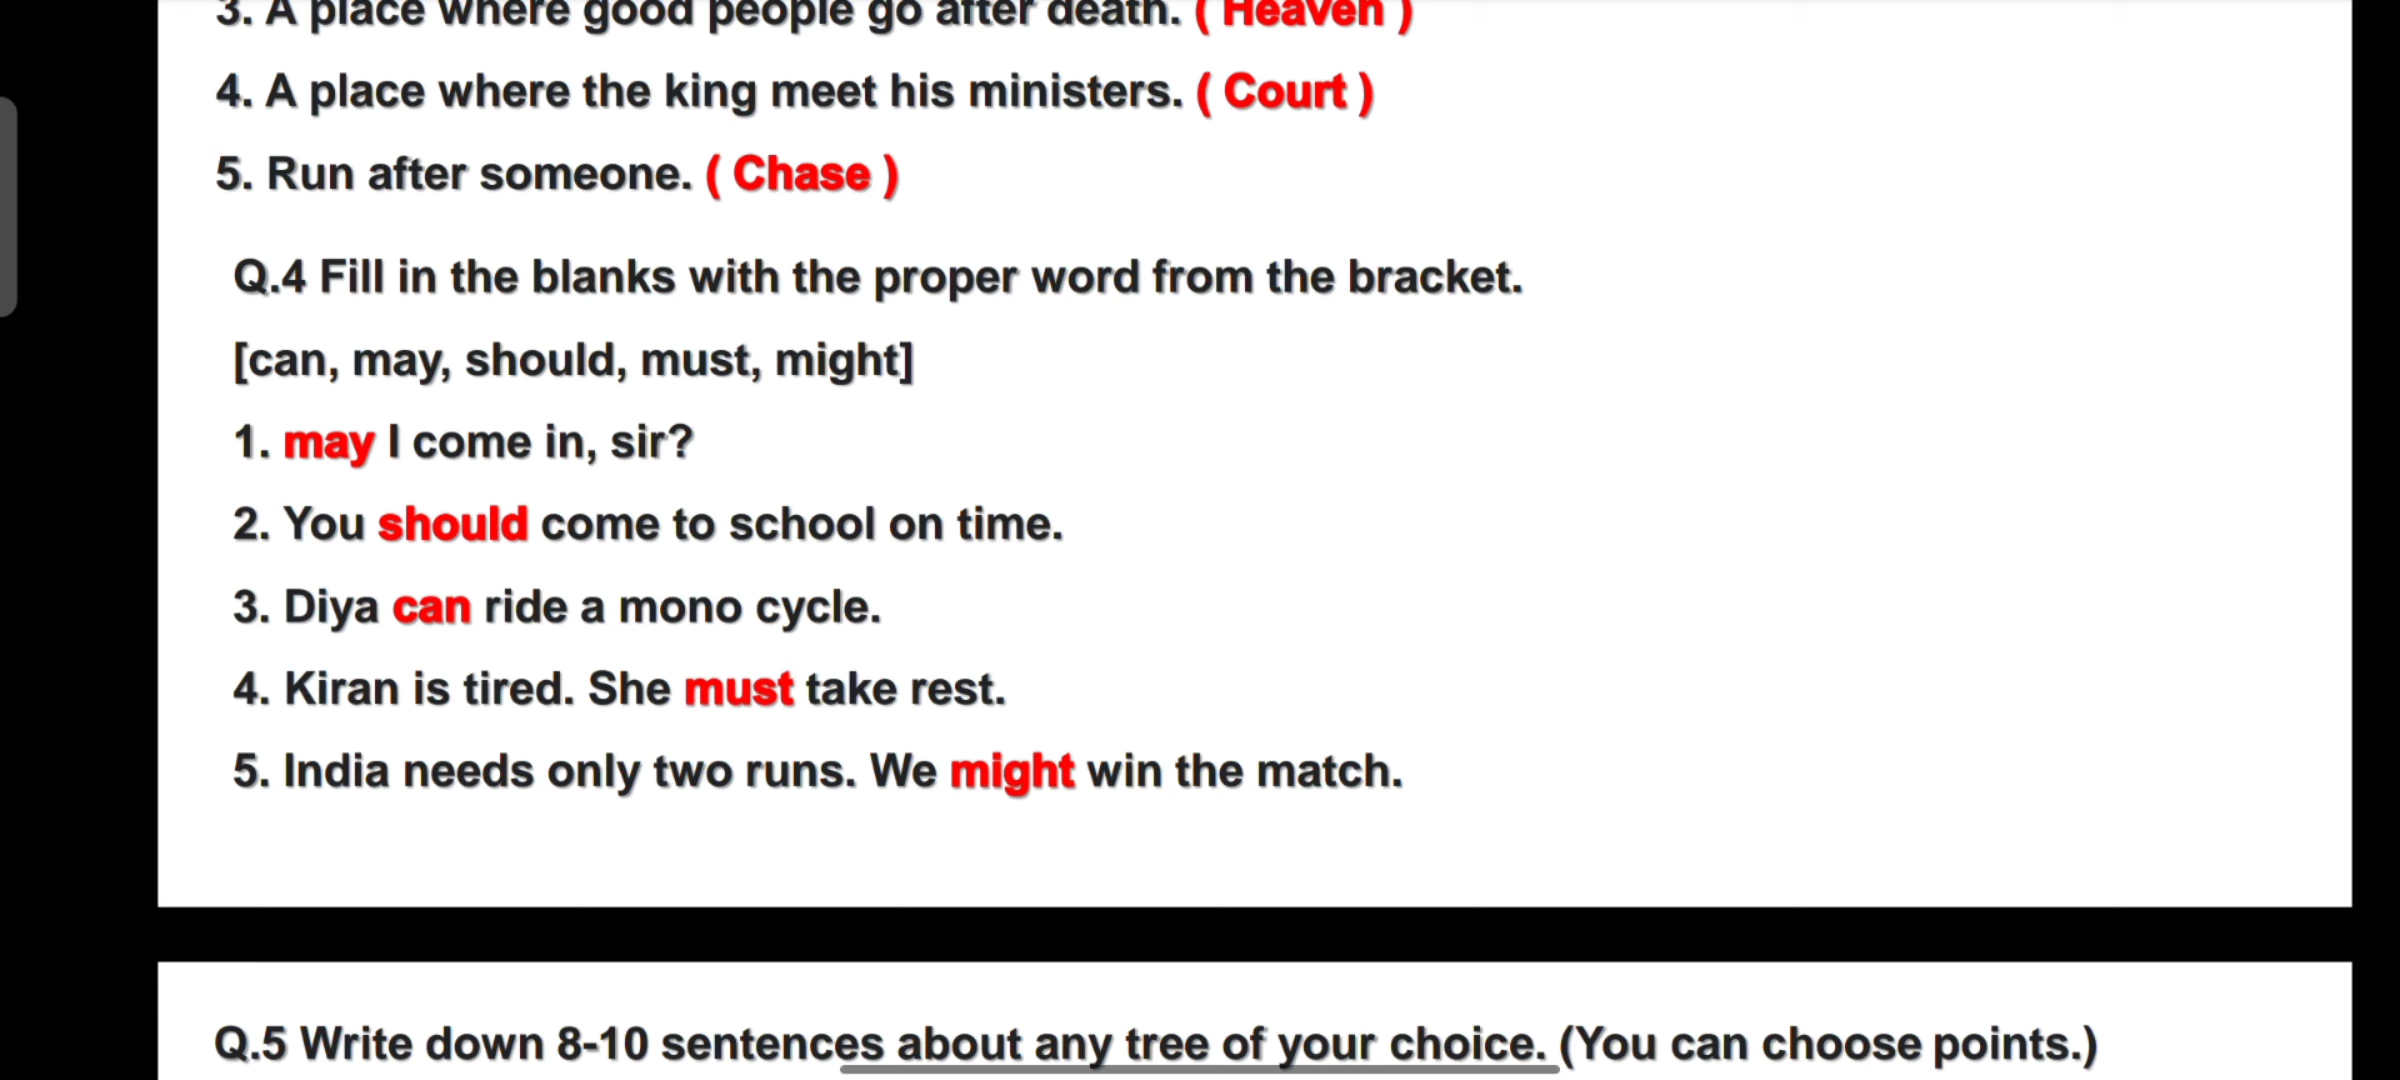 3. A place where good people go after death. ( Heaven )
4. A place where the king meet his ministers. ( Court )
5. Run after someone. ( Chase )
Q.4 Fill in the blanks with the proper word from the bracket.
[can, may, should, must, might]
1. may I come in, sir?
2. You should come to school on time.
3. Diya can ride a mono cycle.
4. Kiran is tired. She must take rest.
5. India needs only two runs. We might win the match.
Q.5 Write down 8-10 sentences about any tree of your choice. (You can choose points.)